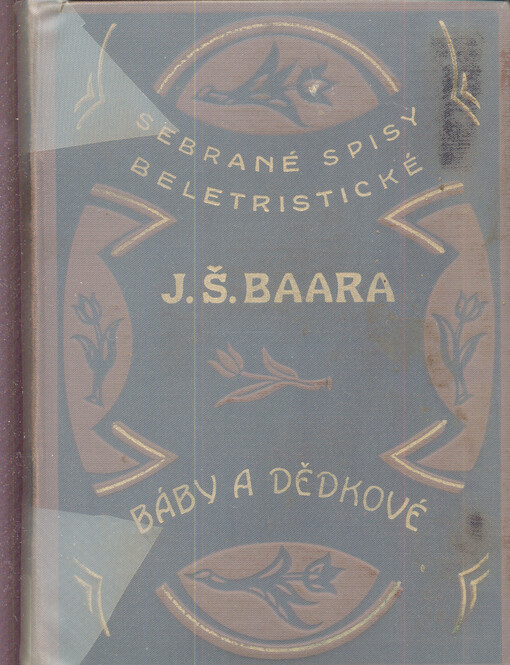 SEBRANÉ SPISY
BELETRISTICKÉ
J. Š. BAARA
BÁBY A DĚDKOVÉ